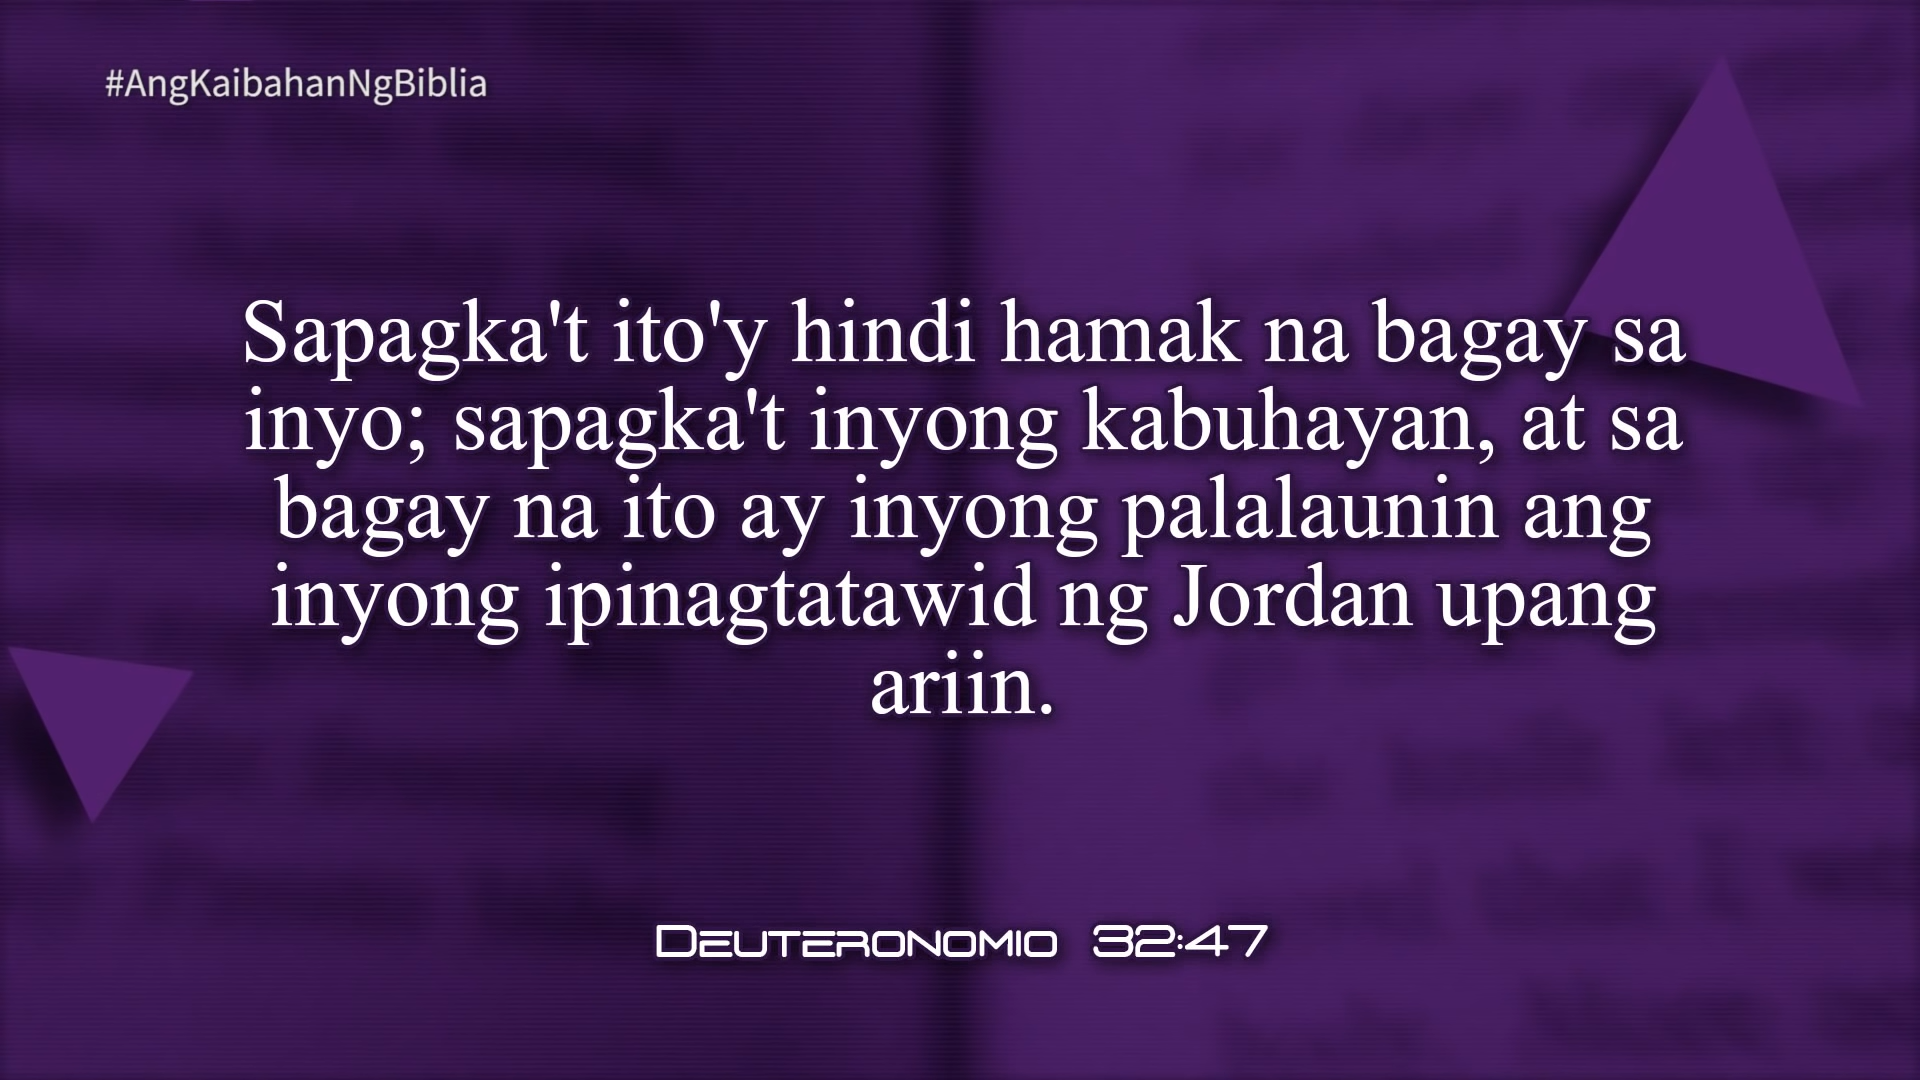 #AngKaibahanNgBiblia
Sapagka't ito'y hindi hamak na bagay sa
inyo; sapagka't inyong kabuhayan, at sa
bagay na ito ay inyong palalaunin ang
inyong ipinagtatawid ng Jordan upang
ariin.
Deuteronomio 32:47